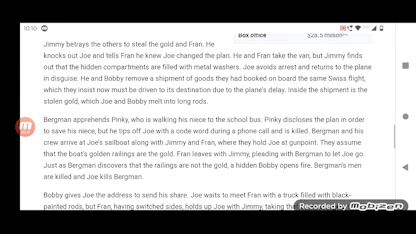 10:10
Box office $28.5 million
Jimmy betrays the others to steal the gold and Fran. He
knocks out Joe and tells Fran he knew Joe changed the plan. He and Fran take the van, but Jimmy finds
out that the hidden compartments are filled with metal washers. Joe avoids arrest and returns to the plane
in disguise. He and Bobby remove a shipment of goods they had booked on board the same Swiss flight,
which they insist now must be driven to its destination due to the plane's delay. Inside the shipment is the
stolen gold, which Joe and Bobby melt into long rods.
Bergman apprehends Pinky, who is walking his niece to the school bus. Pinky discloses the plan in order
to save his niece, but he tips off Joe with a code word during a phone call and is killed. Bergman and his
crew arrive at Joe's sailboat along with Jimmy and Fran, where they hold Joe at gunpoint. They assume
that the boat's golden railings are the gold. Fran leaves with Jimmy, pleading with Bergman to let Joe go.
Just as Bergman discovers that the railings are not the gold, a hidden Bobby opens fire. Bergman's men
are killed and Joe kills Bergman.
Bobby gives Joe the address to send his share. Joe waits to meet Fran with a truck filled with black-
painted rods, but Fran, having switched sides, holds up Joe with Jimmy, taking tha
Recorded by MOBIZEN